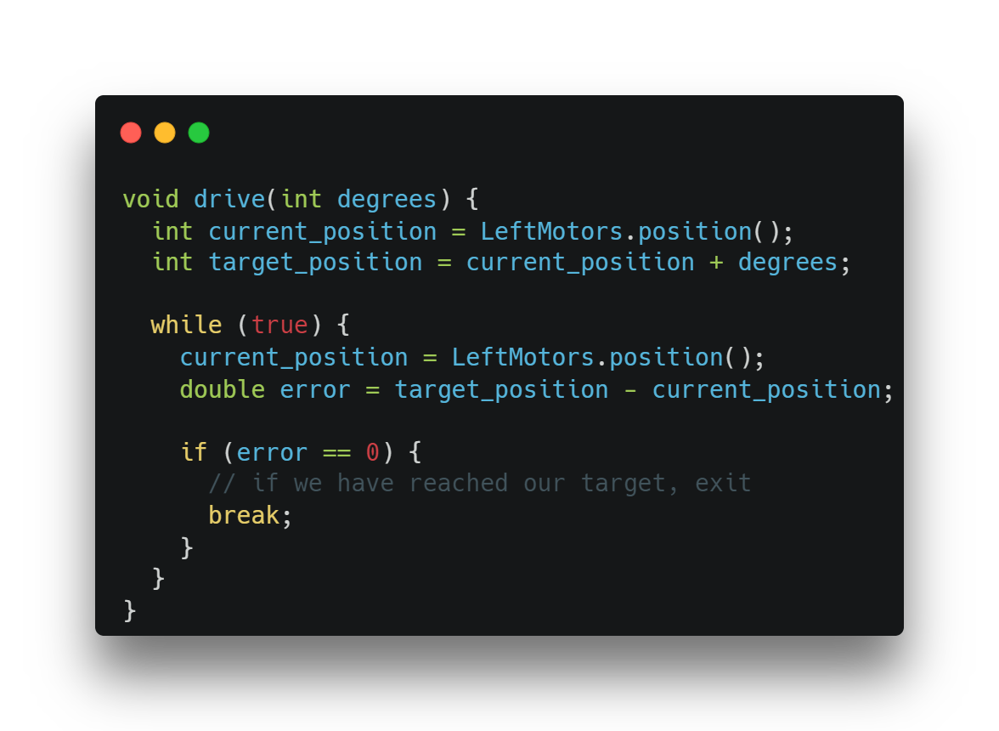 void drive(int degrees) {
  int current_position = LeftMotors.position();
  int target_position = current_position + degrees;

  while (true) {
    current_position = LeftMotors.position();
    double error = target_position - current_position;

    if (error == 0) {
      // if we have reached our target, exit
      break;
    }
  }
}